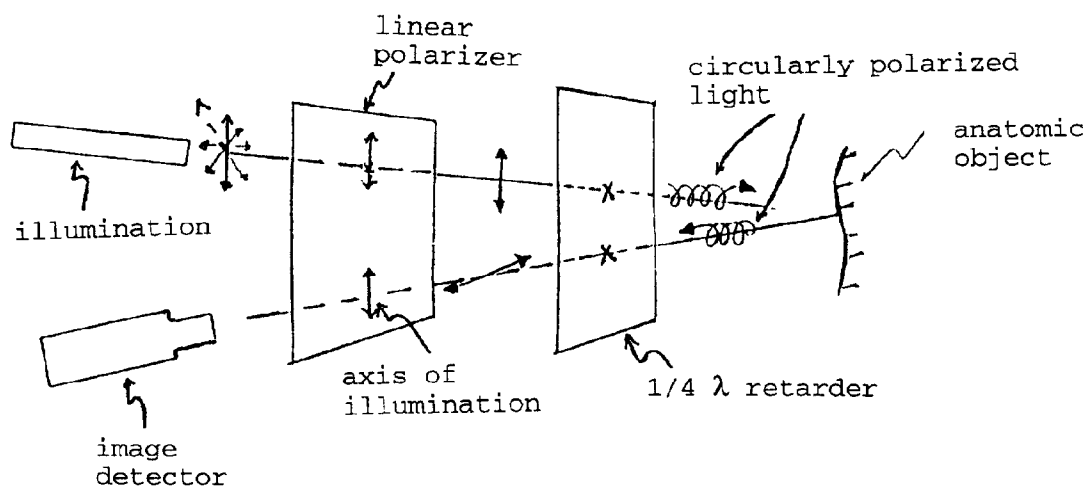 linear
polarizer
circularly polarized
light
anatomic
object
illumination
axis of
illumination
1/4 λ retarder
image
detector